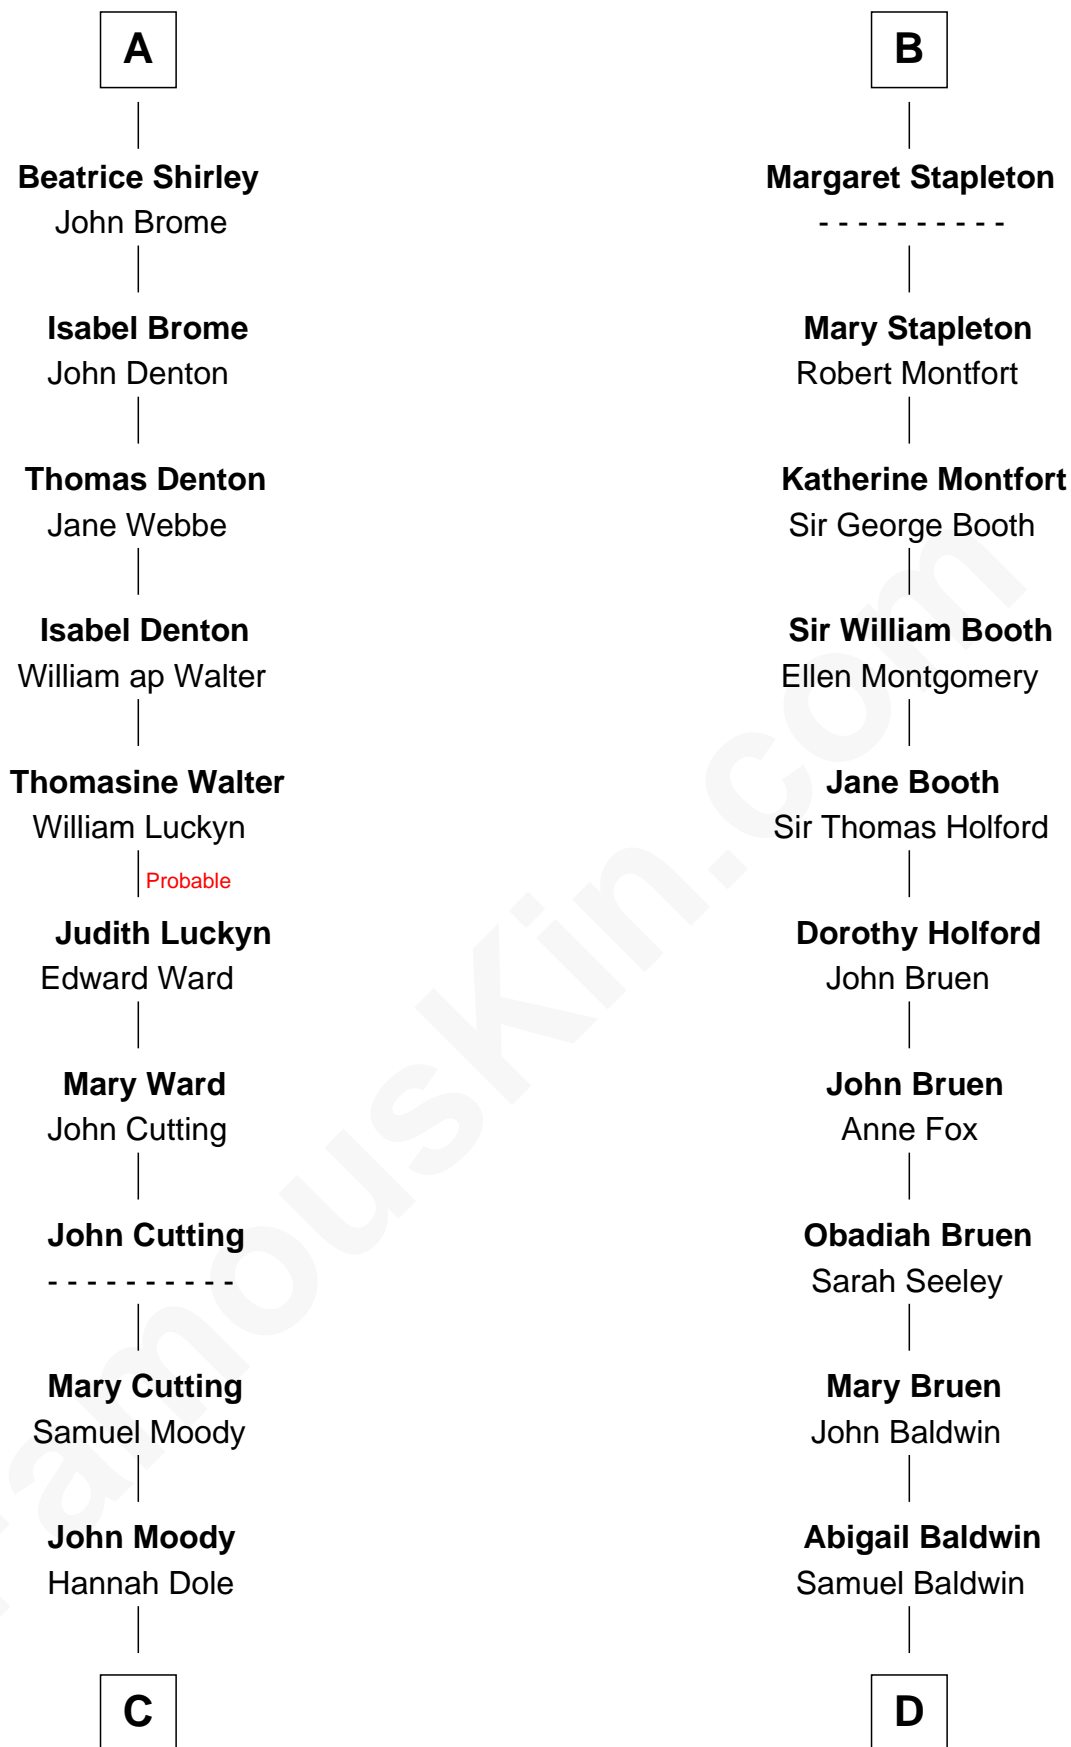 A
Beatrice Shirley
John Brome
Isabel Brome
John Denton
Thomas Denton
Jane Webbe
Isabel Denton
William ap Walter
Thomasine Walter
William Luckyn
Probable
Judith Luckyn
Edward Ward
Mary Ward
John Cutting
John Cutting
- - - - - - - - - -
Mary Cutting
Samuel Moody
John Moody
Hannah Dole
C
B
Margaret Stapleton
- - - - - - - - - -
Mary Stapleton
Robert Montfort
Katherine Montfort
Sir George Booth
Sir William Booth
Ellen Montgomery
Jane Booth
Sir Thomas Holford
Dorothy Holford
John Bruen
John Bruen
Anne Fox
Obadiah Bruen
Sarah Seeley
Mary Bruen
John Baldwin
Abigail Baldwin
Samuel Baldwin
D
FamousKin.com